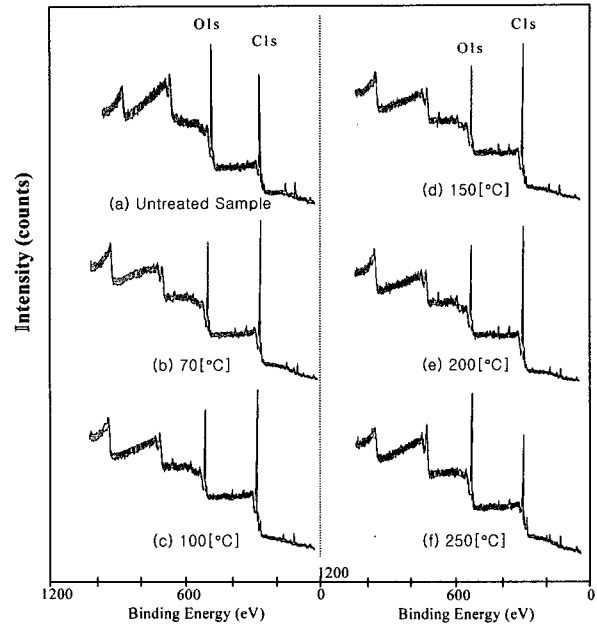 O1s
C1s
(a) Untreated Sample
(b) 70[°C]
(c) 100[°C]
O1s
C1s
(d) 150[°C]
(e) 200[°C]
(f) 250[°C]
Intensity (counts)
1200
600
0
1200
600
0
Binding Energy (eV)
Binding Energy (eV)